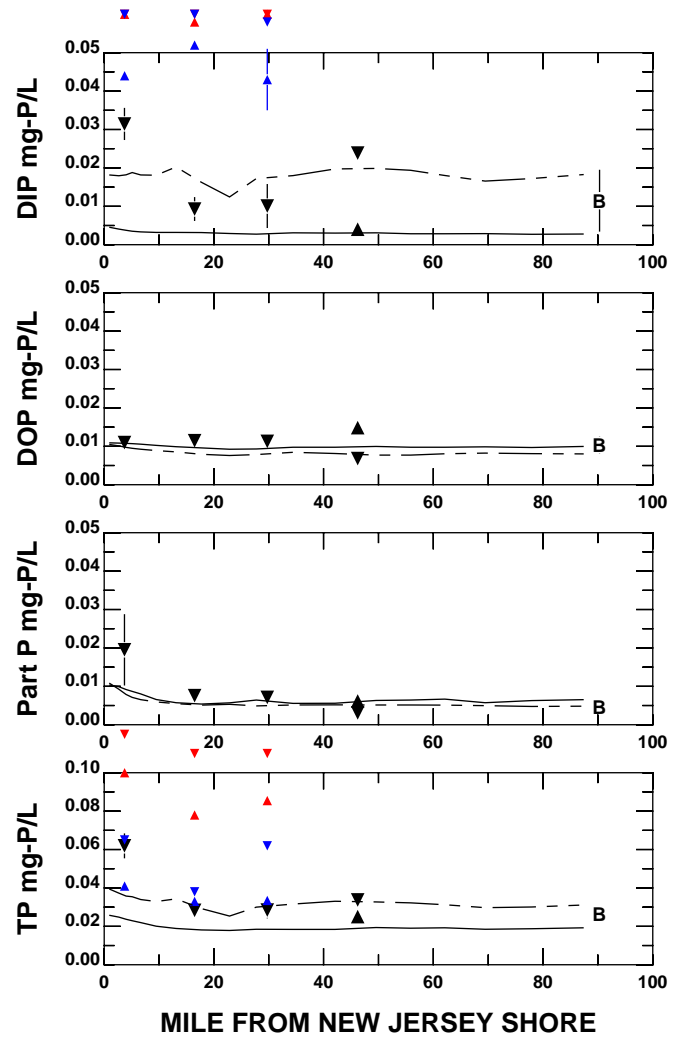 0.05
0.04
0.03
0.02
0.01
0.00
DIP mg-P/L
B
0 20 40 60 80 100
0.05
0.04
0.03
0.02
0.01
0.00
DOP mg-P/L
B
0 20 40 60 80 100
0.05
0.04
0.03
0.02
0.01
0.00
Part P mg-P/L
B
0 20 40 60 80 100
0.10
0.08
0.06
0.04
0.02
0.00
TP mg-P/L
B
0 20 40 60 80 100
MILE FROM NEW JERSEY SHORE